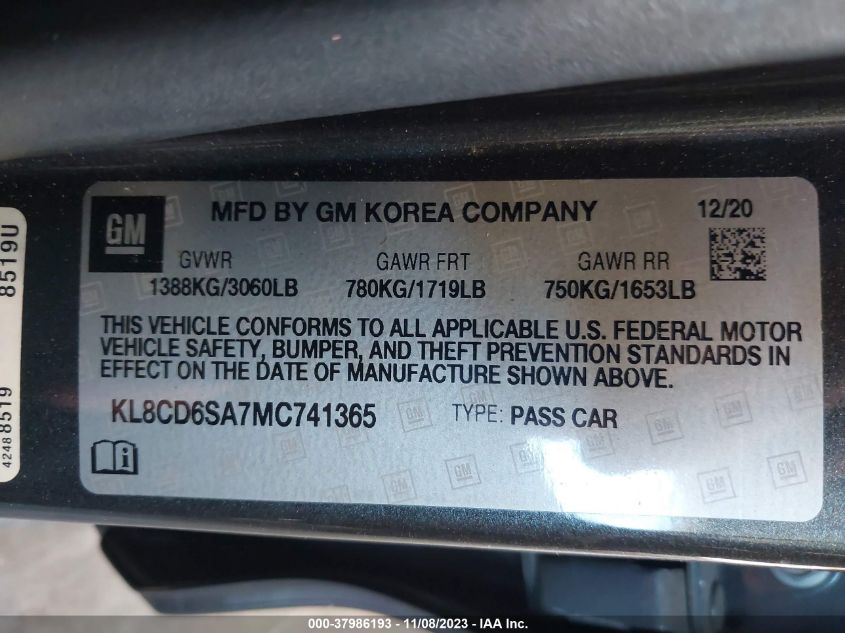 GM MFD BY GM KOREA COMPANY 12/20
GVWR GAWR FRT GAWR RR
1388KG/3060LB 780KG/1719LB 750KG/1653LB
THIS VEHICLE CONFORMS TO ALL APPLICABLE U.S. FEDERAL MOTOR
VEHICLE SAFETY, BUMPER, AND THEFT PREVENTION STANDARDS IN
EFFECT ON THE DATE OF MANUFACTURE SHOWN ABOVE.
KL8CD6SA7MC741365 TYPE: PASS CAR
8519U
42488519
000-37986193 - 11/08/2023 - IAA Inc.